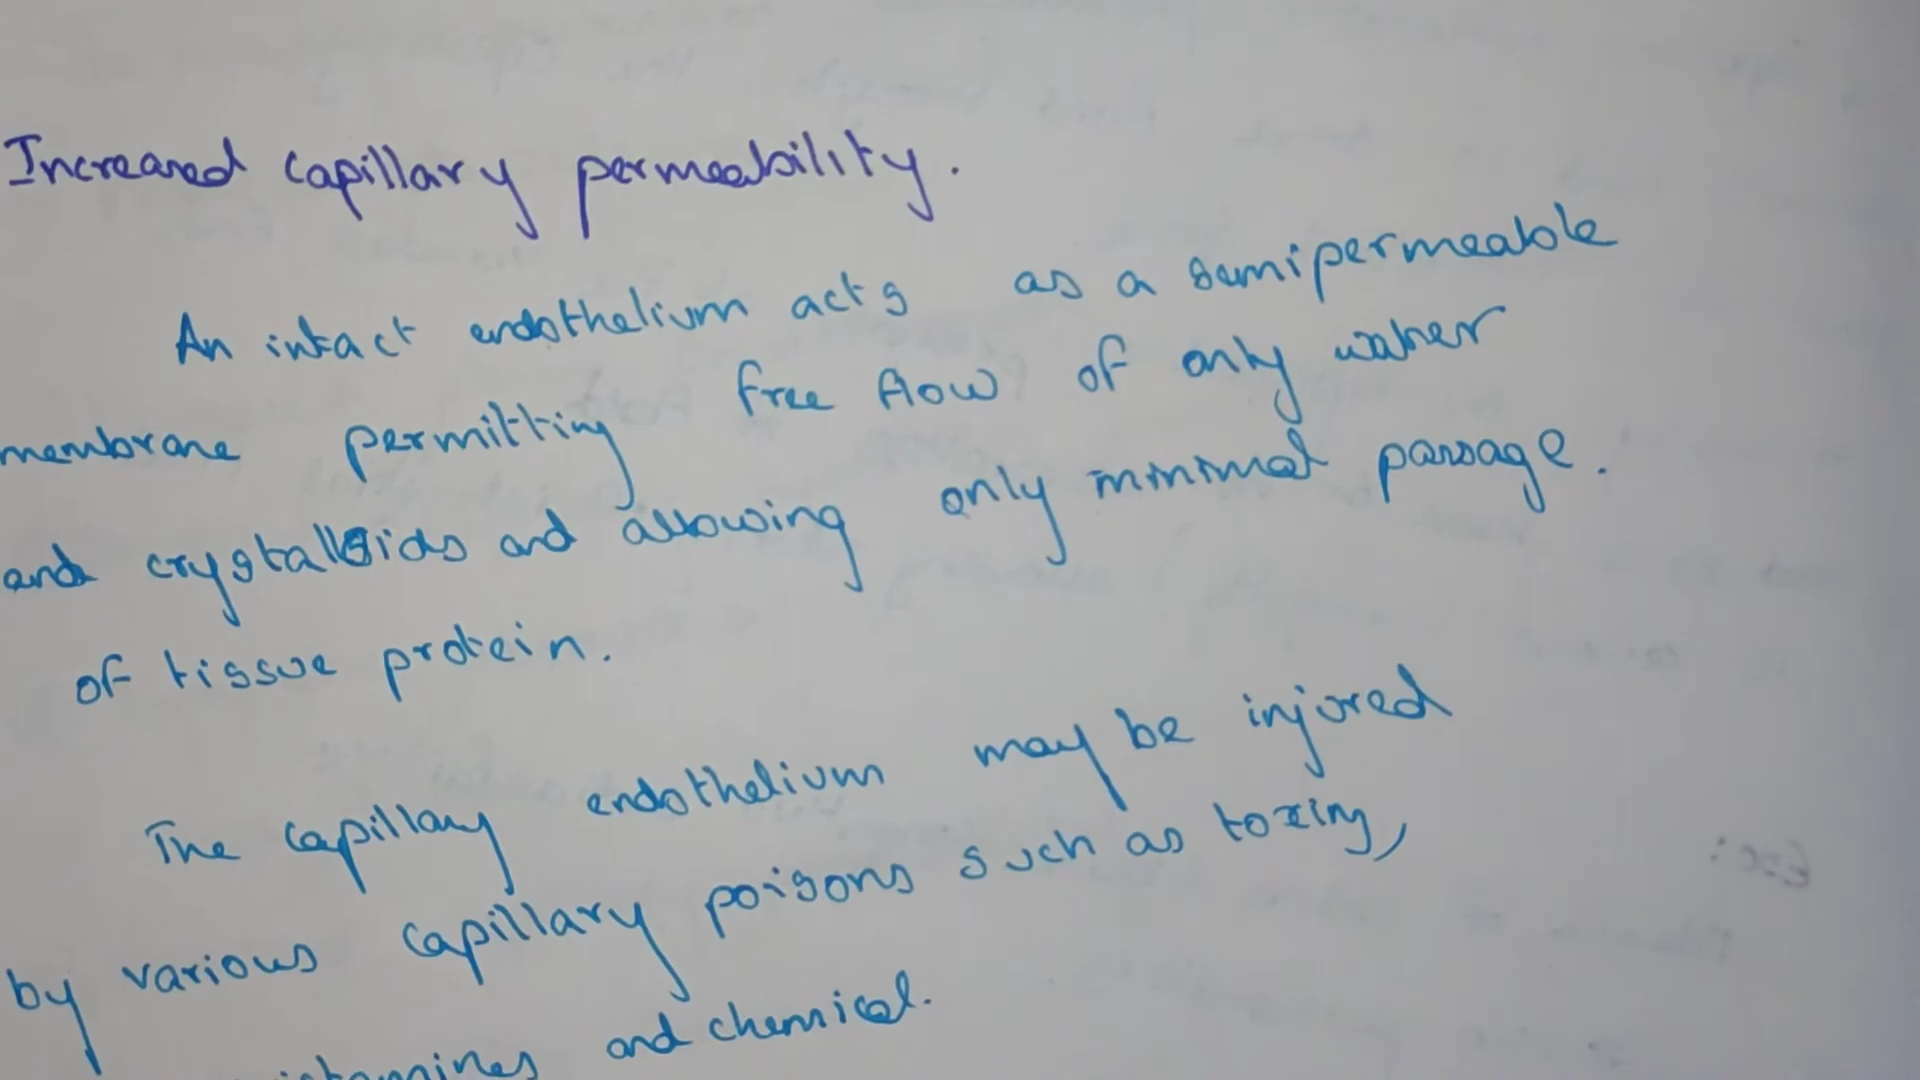 Increased capillary permeability.
An intact endothelium acts as a semipermeable
membrane permitting free flow of only water
and crystalloids and allowing only minimal passage.
of tissue protein.
The capillary endothelium may be injured
by various capillary poisons such as toxins,
and chemical.